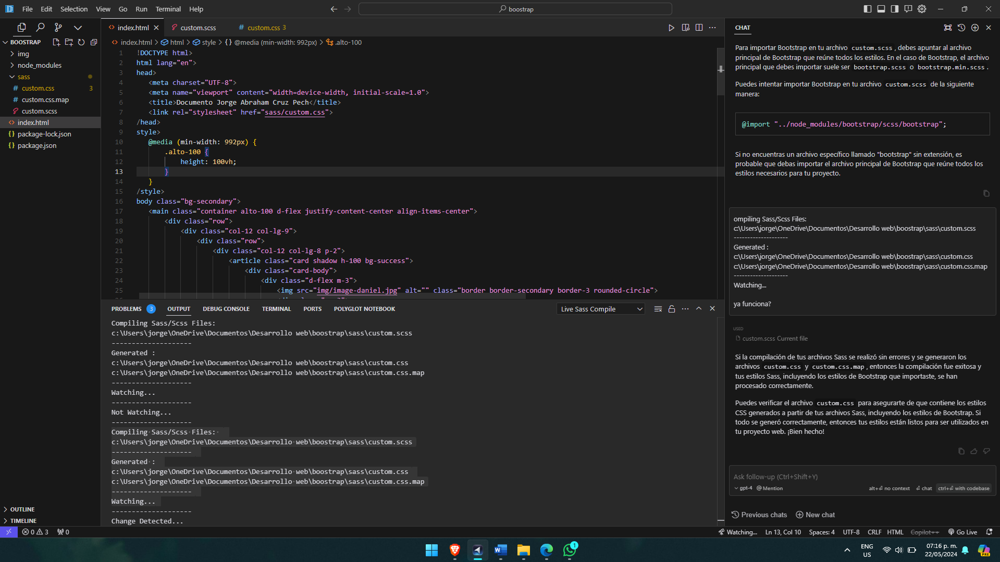 File Edit Selection View Go Run Terminal Help
boostrap
BOOSTRAP
img
node_modules
sass
custom.css 3
custom.css.map
custom.scss
index.html
package-lock.json
package.json
OUTLINE
TIMELINE
index.html custom.scss custom.css 3
index.html > html > style > {} @media (min-width: 992px) > .alto-100
1 !DOCTYPE html>
2 html lang="en">
3 head>
4 <meta charset="UTF-8">
5 <meta name="viewport" content="width=device-width, initial-scale=1.0">
6 <title>Documento Jorge Abraham Cruz Pech</title>
7 <link rel="stylesheet" href="sass/custom.css">
8 /head>
9 style>
10 @media (min-width: 992px) {
11 .alto-100 {
12 height: 100vh;
13 }
14 }
15 /style>
16 body class="bg-secondary">
17 <main class="container alto-100 d-flex justify-content-center align-items-center">
18 <div class="row">
19 <div class="col-12 col-lg-9">
20 <div class="row">
21 <div class="col-12 col-lg-8 p-2">
22 <article class="card shadow h-100 bg-success">
23 <div class="card-body">
24 <div class="d-flex m-3">
25 <img src="img/image-daniel.jpg" alt="" class="border border-secondary border-3 rounded-circle">
PROBLEMS 3 OUTPUT DEBUG CONSOLE TERMINAL PORTS POLYGLOT NOTEBOOK
Live Sass Compile
Compiling Sass/Scss Files:
c:\Users\jorge\OneDrive\Documentos\Desarrollo web\boostrap\sass\custom.scss
--------------------
Generated :
c:\Users\jorge\OneDrive\Documentos\Desarrollo web\boostrap\sass\custom.css
c:\Users\jorge\OneDrive\Documentos\Desarrollo web\boostrap\sass\custom.css.map
--------------------
Watching...
--------------------
Not Watching...
--------------------
Compiling Sass/Scss Files:
c:\Users\jorge\OneDrive\Documentos\Desarrollo web\boostrap\sass\custom.scss
--------------------
Generated :
c:\Users\jorge\OneDrive\Documentos\Desarrollo web\boostrap\sass\custom.css
c:\Users\jorge\OneDrive\Documentos\Desarrollo web\boostrap\sass\custom.css.map
--------------------
Watching...
--------------------
Change Detected...
CHAT
Para importar Bootstrap en tu archivo custom.scss, debes apuntar al archivo
principal de Bootstrap que reúne todos los estilos. En el caso de Bootstrap, el archivo
principal que debes importar suele ser bootstrap.scss o bootstrap.min.scss.
Puedes intentar importar Bootstrap en tu archivo custom.scss de la siguiente
manera:
@import "../node_modules/bootstrap/scss/bootstrap";
Si no encuentras un archivo específico llamado "bootstrap" sin extensión, es
probable que debas importar el archivo principal de Bootstrap que reúne todos los
estilos necesarios para tu proyecto.
ompiling Sass/Scss Files:
c:\Users\jorge\OneDrive\Documentos\Desarrollo web\boostrap\sass\custom.scss
--------------------
Generated :
c:\Users\jorge\OneDrive\Documentos\Desarrollo web\boostrap\sass\custom.css
c:\Users\jorge\OneDrive\Documentos\Desarrollo web\boostrap\sass\custom.css.map
--------------------
Watching...
ya funciona?
USED
custom.scss Current file
Si la compilación de tus archivos Sass se realizó sin errores y se generaron los
archivos custom.css y custom.css.map, entonces la compilación fue exitosa y
tus estilos Sass, incluyendo los estilos de Bootstrap que importaste, se han
procesado correctamente.
Puedes verificar el archivo custom.css para asegurarte de que contiene los estilos
CSS generados a partir de tus archivos Sass, incluyendo los estilos de Bootstrap. Si
todo se generó correctamente, entonces tus estilos están listos para ser utilizados en
tu proyecto web. ¡Bien hecho!
Ask follow-up (Ctrl+Shift+Y)
gpt-4 @ Mention alt+⏎ no context ⏎ chat ctrl+⏎ with codebase
Previous chats New chat
0 3 0
Watching... Ln 13, Col 10 Spaces: 4 UTF-8 CRLF HTML Copilot++ Go Live
1
ENG
US
07:16 p. m.
22/05/2024
PRE